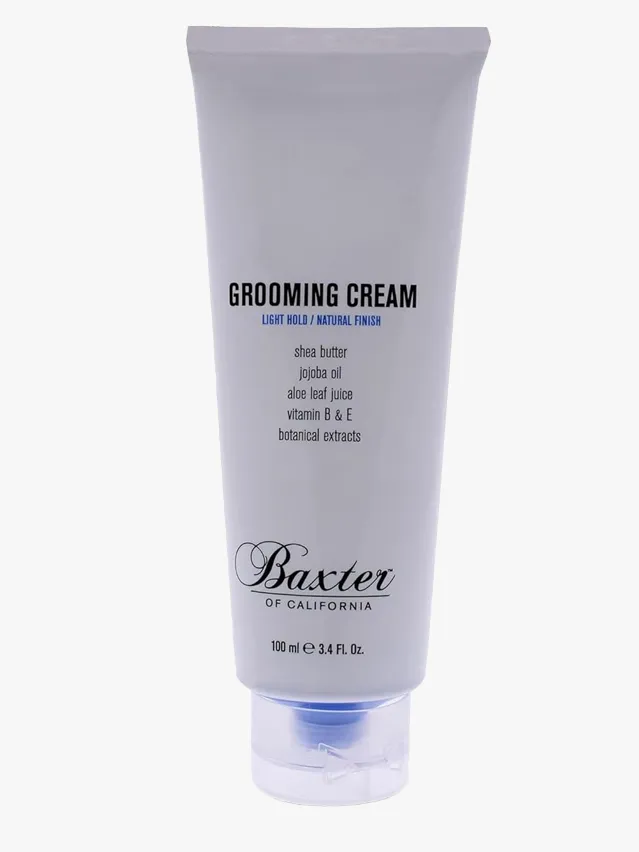 GROOMING CREAM
LIGHT HOLD / NATURAL FINISH
shea butter
jojoba oil
aloe leaf juice
vitamin B & E
botanical extracts
Baxter™
OF CALIFORNIA
100 ml ℮ 3.4 Fl. Oz.